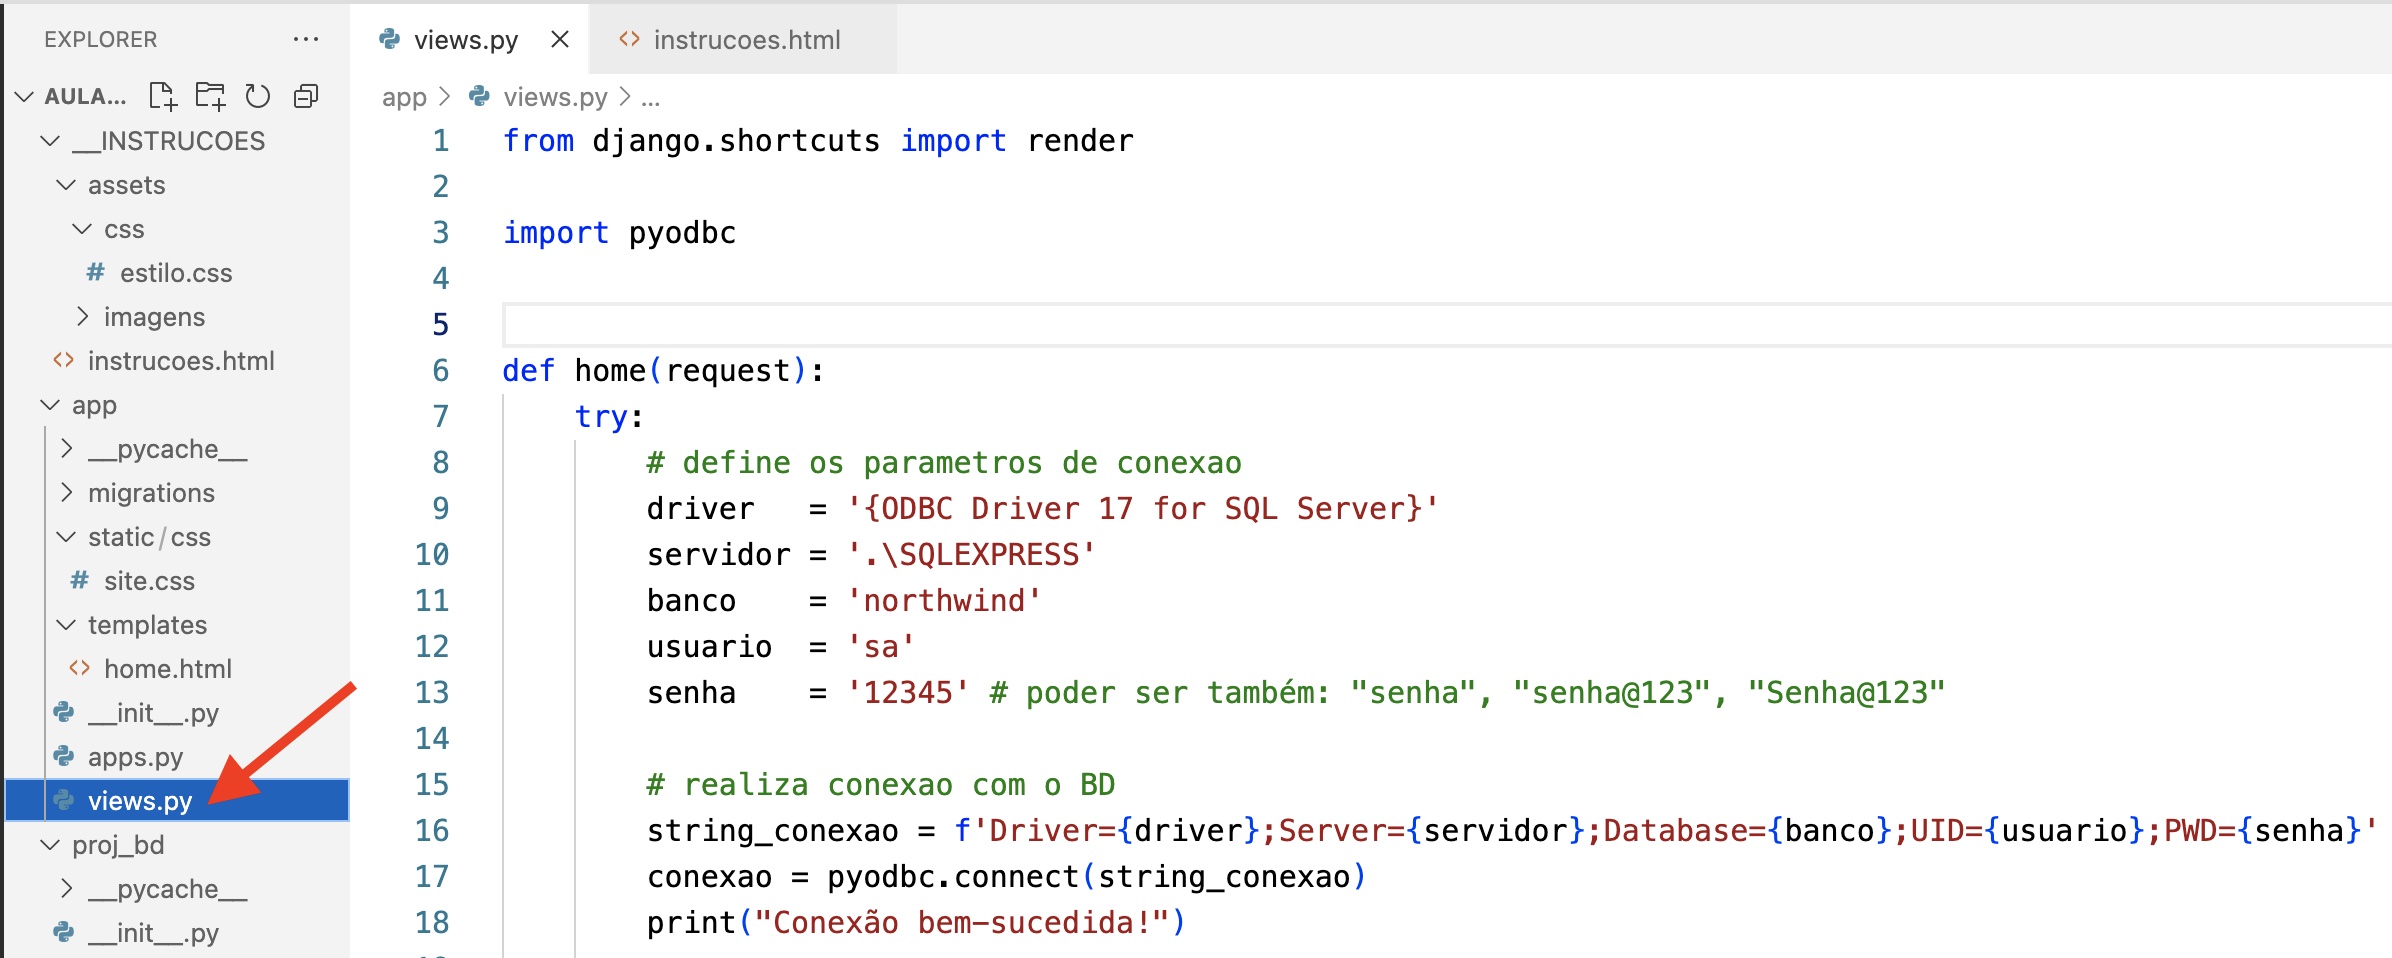 EXPLORER ...
AULA...
__INSTRUCOES
assets
css
# estilo.css
imagens
<> instrucoes.html
app
__pycache__
migrations
static/css
# site.css
templates
<> home.html
__init__.py
apps.py
views.py
proj_bd
__pycache__
__init__.py
views.py
<> instrucoes.html
app > views.py > ...
1 from django.shortcuts import render
2
3 import pyodbc
4
5
6 def home(request):
7     try:
8         # define os parametros de conexao
9         driver   = '{ODBC Driver 17 for SQL Server}'
10         servidor = '.\SQLEXPRESS'
11         banco    = 'northwind'
12         usuario  = 'sa'
13         senha    = '12345' # poder ser também: "senha", "senha@123", "Senha@123"
14
15         # realiza conexao com o BD
16         string_conexao = f'Driver={driver};Server={servidor};Database={banco};UID={usuario};PWD={senha}'
17         conexao = pyodbc.connect(string_conexao)
18         print("Conexão bem-sucedida!")